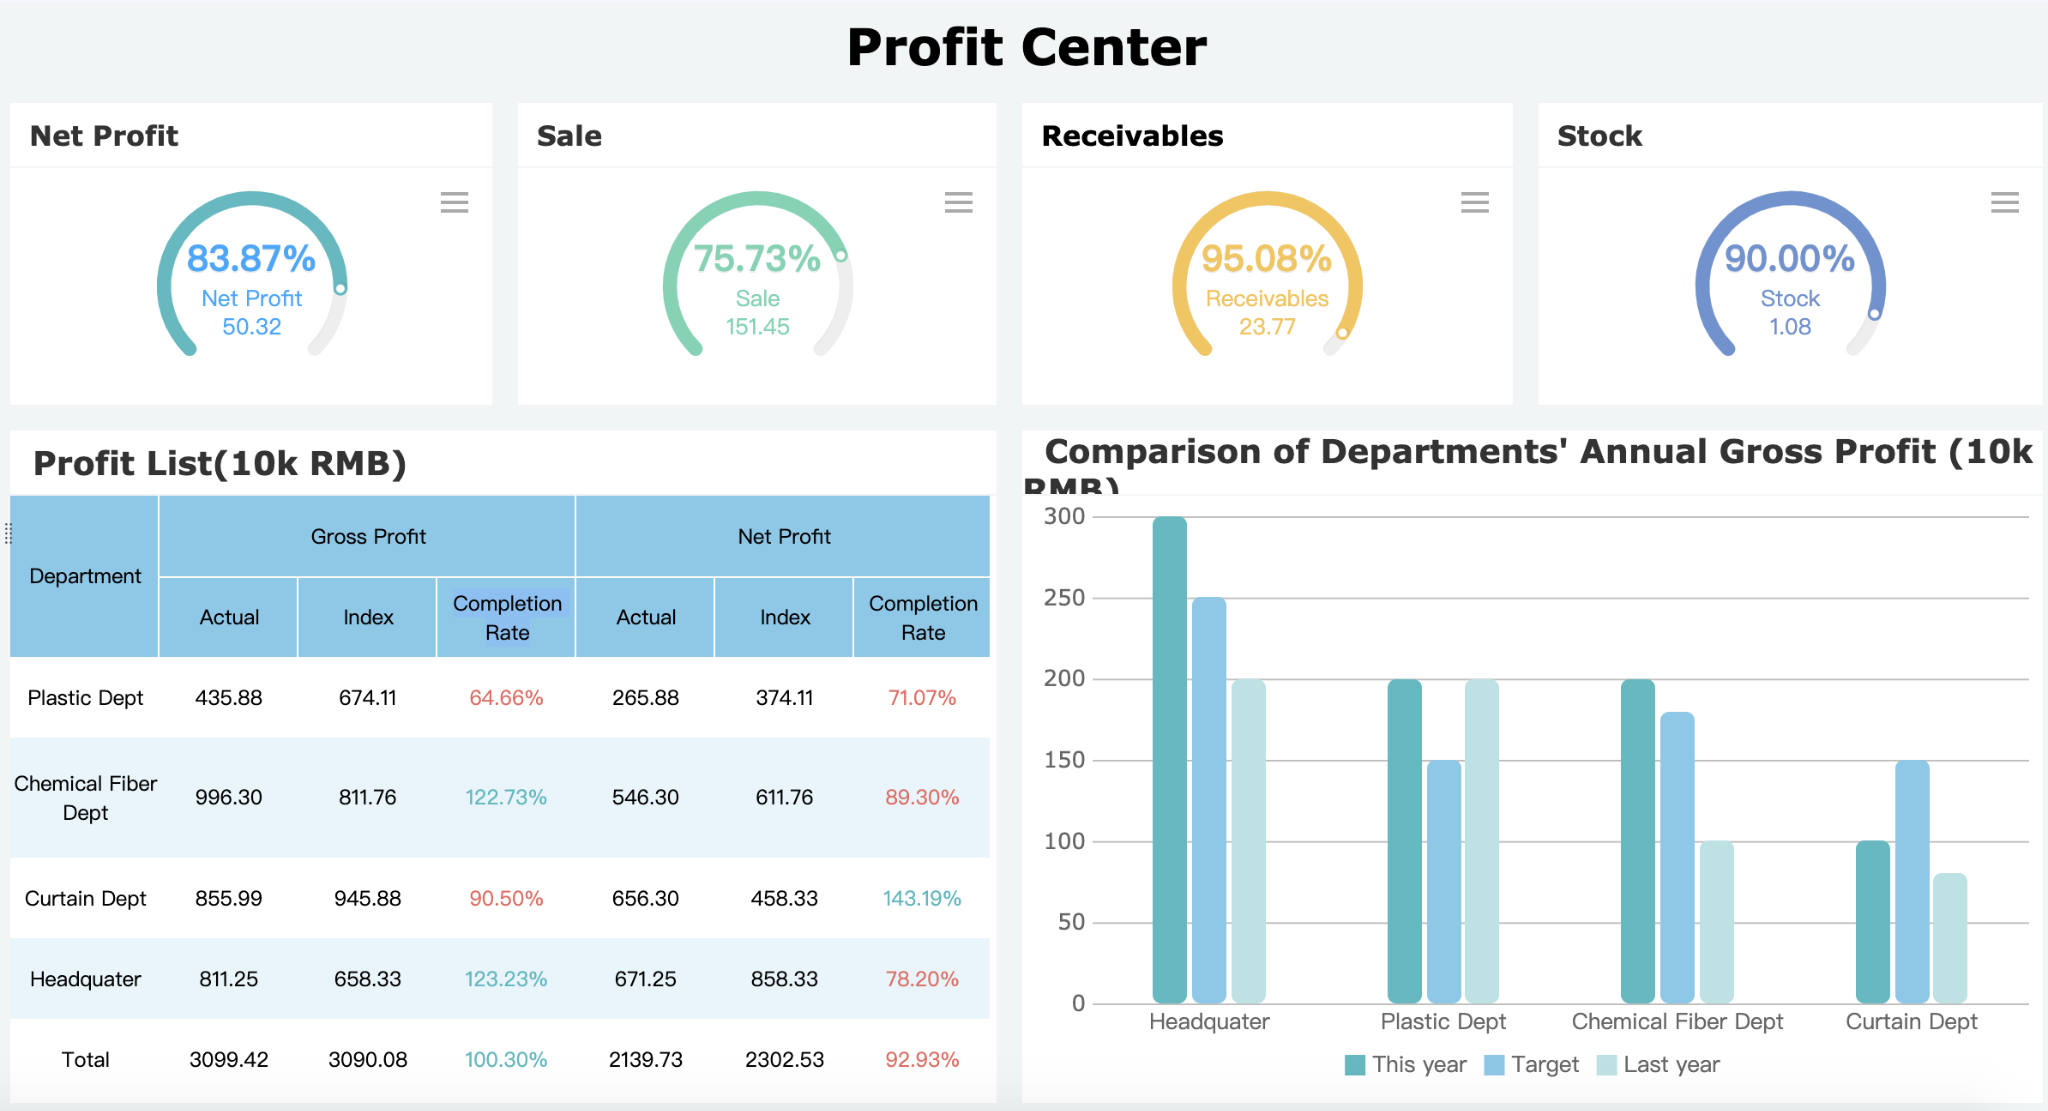 Profit Center
Net Profit
83.87%
Net Profit
50.32
Sale
75.73%
Sale
151.45
Receivables
95.08%
Receivables
23.77
Stock
90.00%
Stock
1.08
Profit List(10k RMB)
Department
Gross Profit
Net Profit
Actual
Index
Completion
Rate
Actual
Index
Completion
Rate
Plastic Dept 435.88 674.11 64.66% 265.88 374.11 71.07%
Chemical Fiber
Dept
996.30 811.76 122.73% 546.30 611.76 89.30%
Curtain Dept 855.99 945.88 90.50% 656.30 458.33 143.19%
Headquater 811.25 658.33 123.23% 671.25 858.33 78.20%
Total 3099.42 3090.08 100.30% 2139.73 2302.53 92.93%
Comparison of Departments' Annual Gross Profit (10k
RMB)
300
250
200
150
100
50
0
Headquater Plastic Dept Chemical Fiber Dept Curtain Dept
This year Target Last year